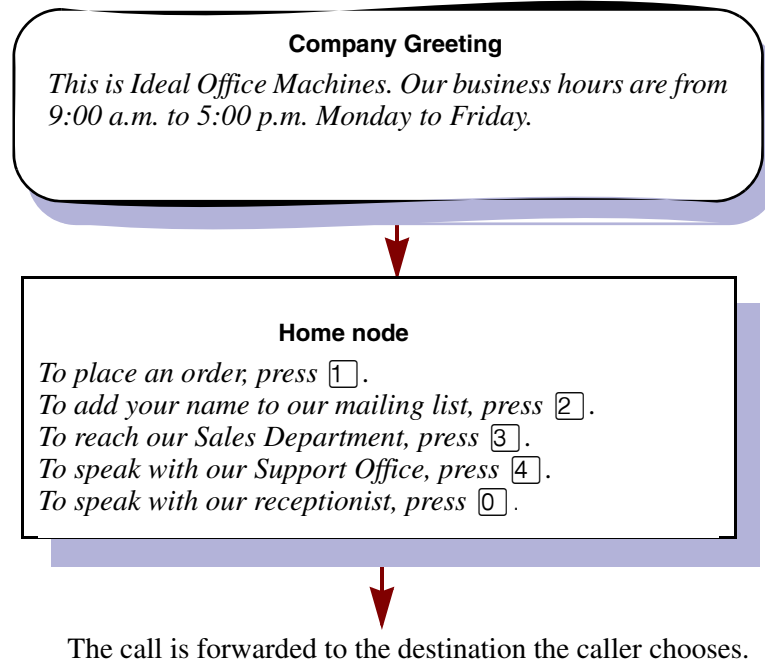 Company Greeting
This is Ideal Office Machines. Our business hours are from
9:00 a.m. to 5:00 p.m. Monday to Friday.
Home node
To place an order, press 1.
To add your name to our mailing list, press 2.
To reach our Sales Department, press 3.
To speak with our Support Office, press 4.
To speak with our receptionist, press 0.
The call is forwarded to the destination the caller chooses.